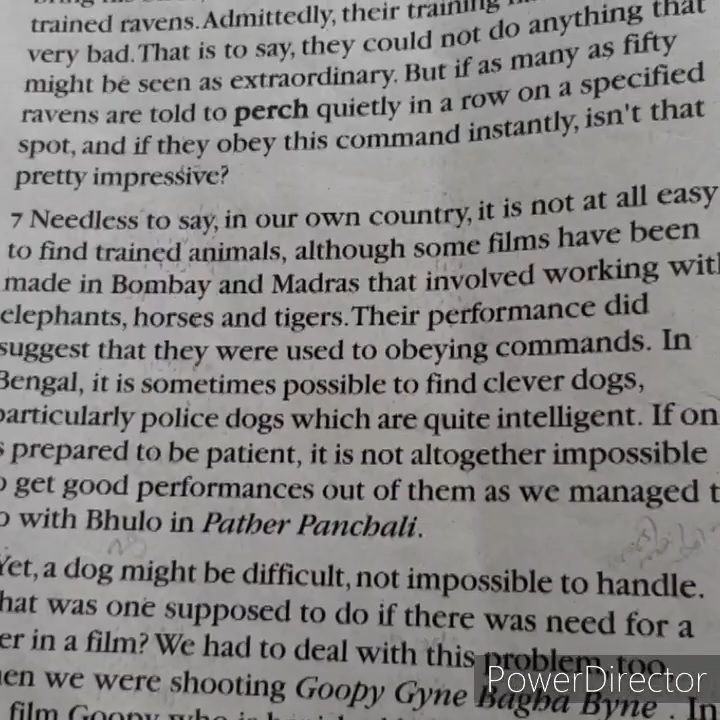 trained ravens. Admittedly, their training
very bad. That is to say, they could not do anything that
might be seen as extraordinary. But if as many as fifty
ravens are told to perch quietly in a row on a specified
spot, and if they obey this command instantly, isn't that
pretty impressive?
7 Needless to say, in our own country, it is not at all easy
to find trained animals, although some films have been
made in Bombay and Madras that involved working with
elephants, horses and tigers. Their performance did
suggest that they were used to obeying commands. In
Bengal, it is sometimes possible to find clever dogs,
particularly police dogs which are quite intelligent. If on
prepared to be patient, it is not altogether impossible
get good performances out of them as we managed t
with Bhulo in Pather Panchali.
Yet, a dog might be difficult, not impossible to handle.
hat was one supposed to do if there was need for a
er in a film? We had to deal with this problem, too
en we were shooting Goopy Gyne Bagha Byne In
film Goopy who is
PowerDirector